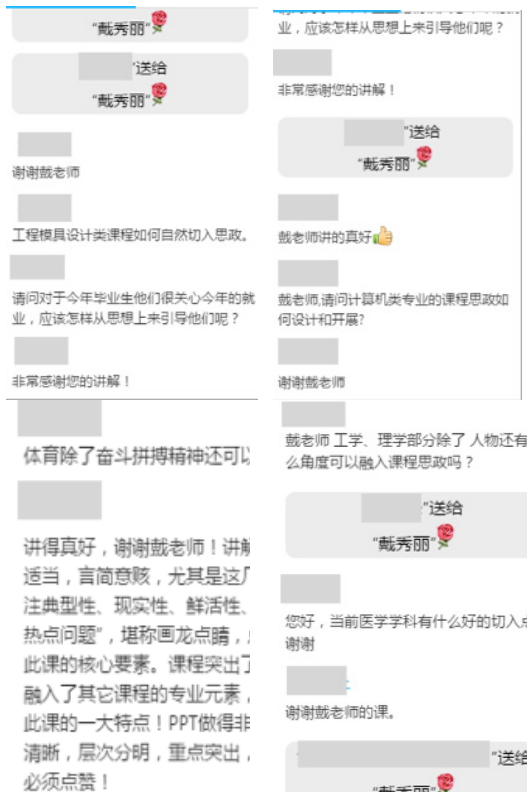 "戴秀丽"
"送给
"戴秀丽"
谢谢戴老师
工程模具设计类课程如何自然切入思政。
请问对于今年毕业生他们很关心今年的就
业，应该怎样从思想上来引导他们呢？
非常感谢您的讲解！
业，应该怎样从思想上来引导他们呢？
非常感谢您的讲解！
"送给
"戴秀丽"
戴老师讲的真好
戴老师,请问计算机类专业的课程思政如
何设计和开展?
谢谢戴老师
体育除了奋斗拼搏精神还可以
讲得真好，谢谢戴老师！讲解
适当，言简意赅，尤其是这几
注典型性、现实性、鲜活性、
热点问题”，堪称画龙点睛，
此课的核心要素。课程突出了
融入了其它课程的专业元素，
此课的一大特点！PPT做得非
清晰，层次分明，重点突出，
必须点赞！
戴老师 工学、理学部分除了 人物还有
么角度可以融入课程思政吗？
"送给
"戴秀丽"
您好，当前医学学科有什么好的切入点
谢谢
谢谢戴老师的课。
"送给
"戴秀丽"